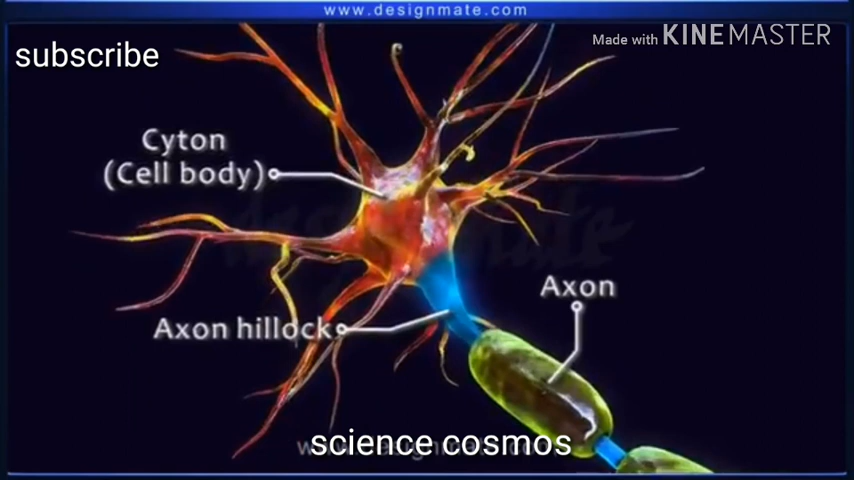 www.designmate.com
Made with KINEMASTER
subscribe
Cyton
(Cell body)
Axon
Axon hillock
science cosmos